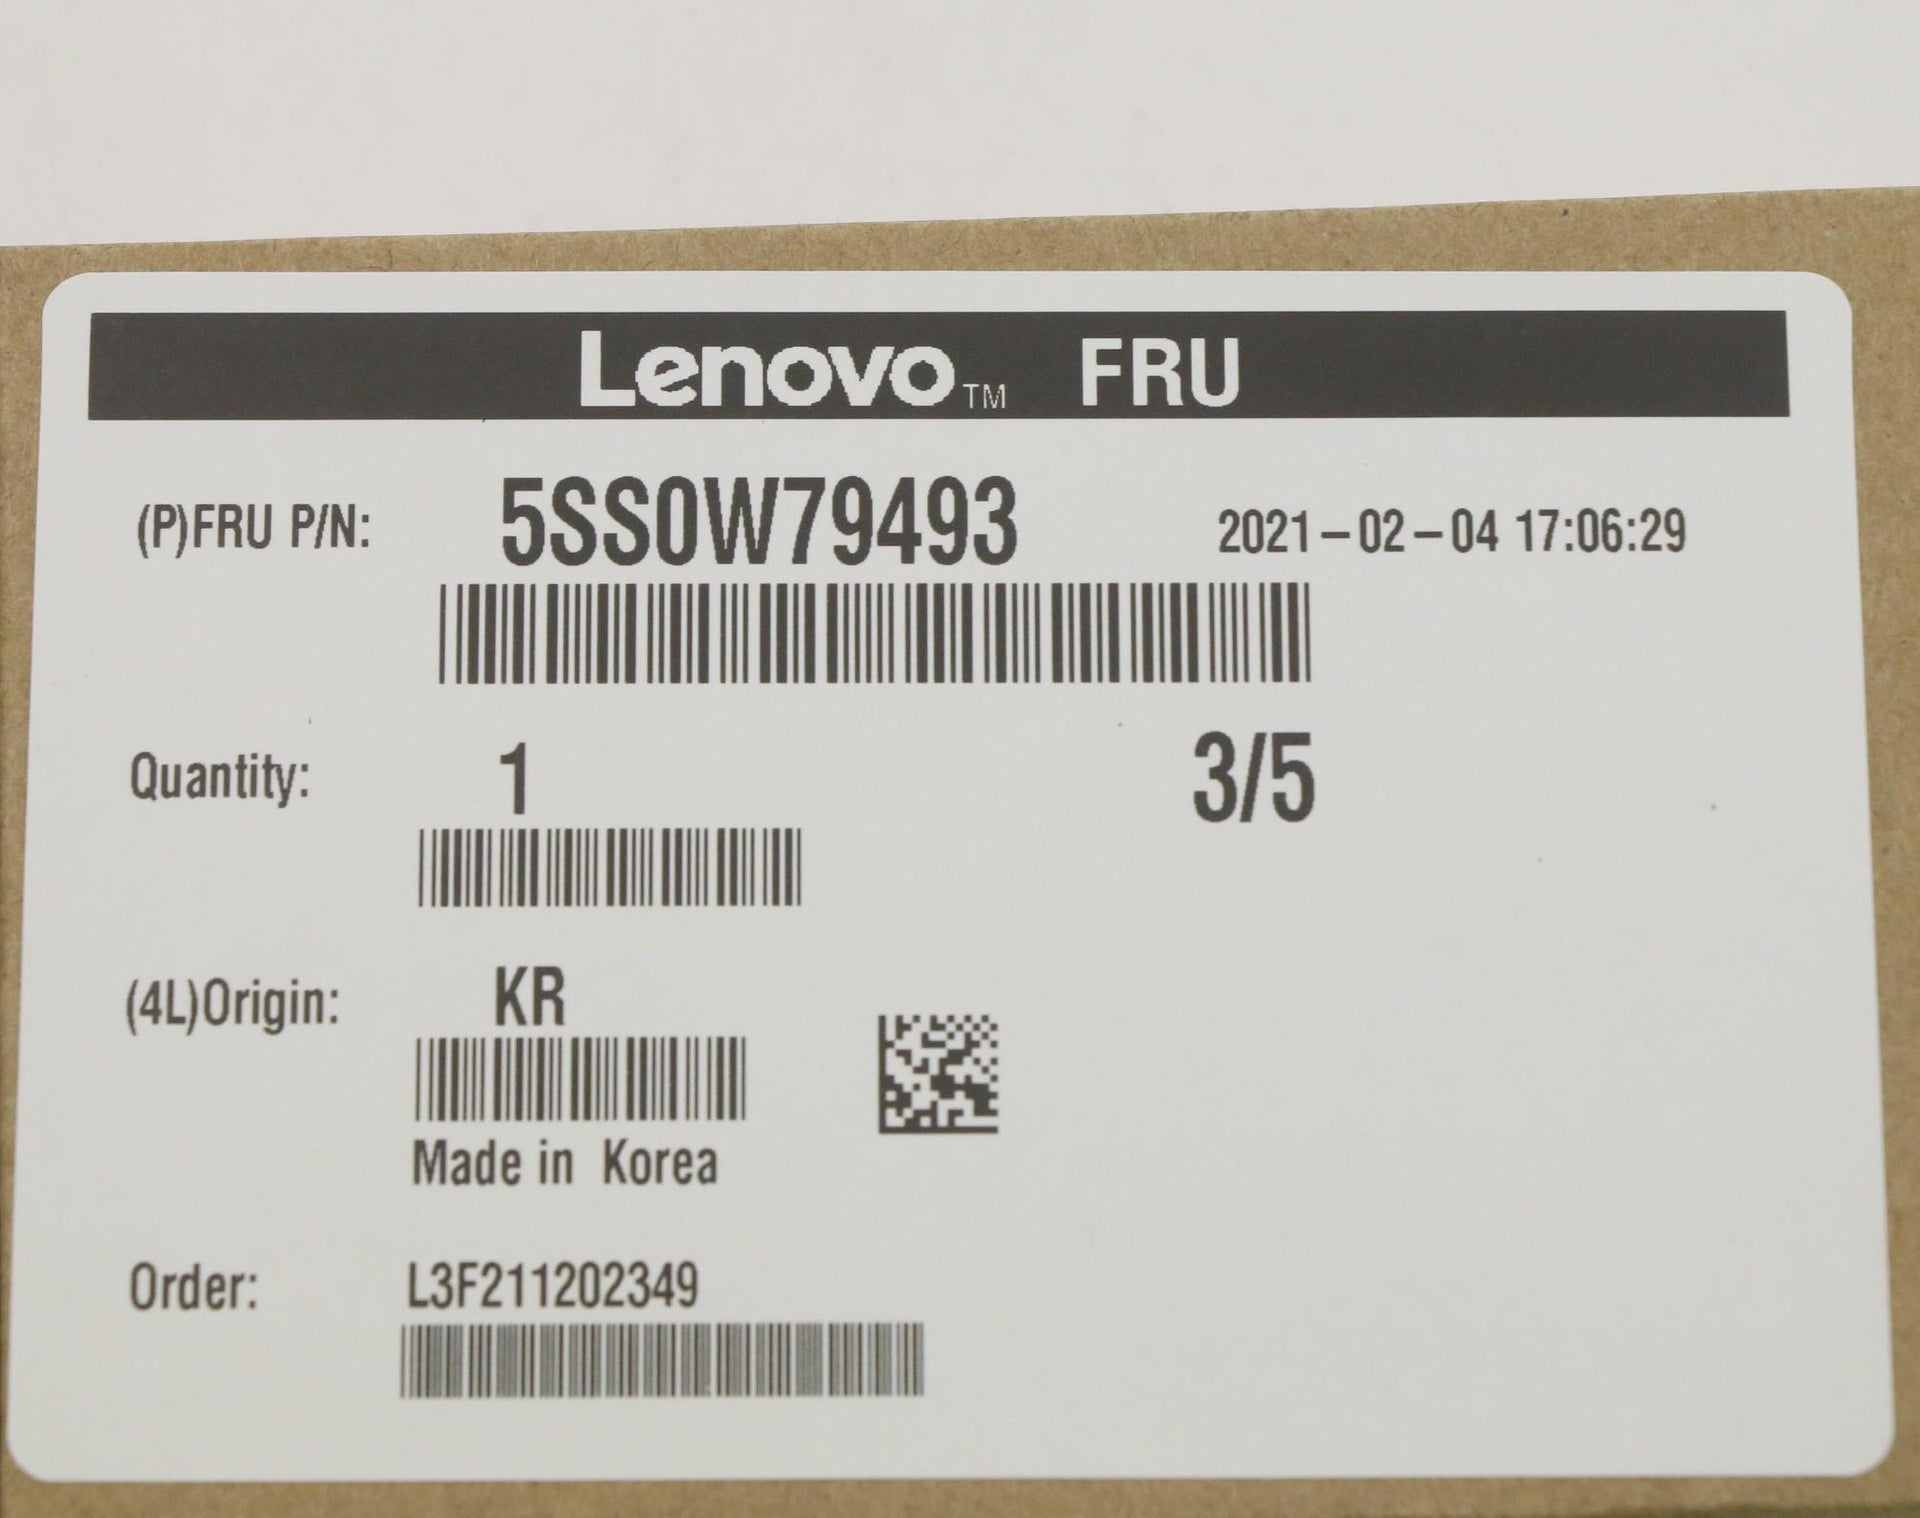 Lenovo™ FRU
(P)FRU P/N: 5SS0W79493 2021-02-04 17:06:29
Quantity: 1 3/5
(4L)Origin: KR
Made in Korea
Order: L3F211202349